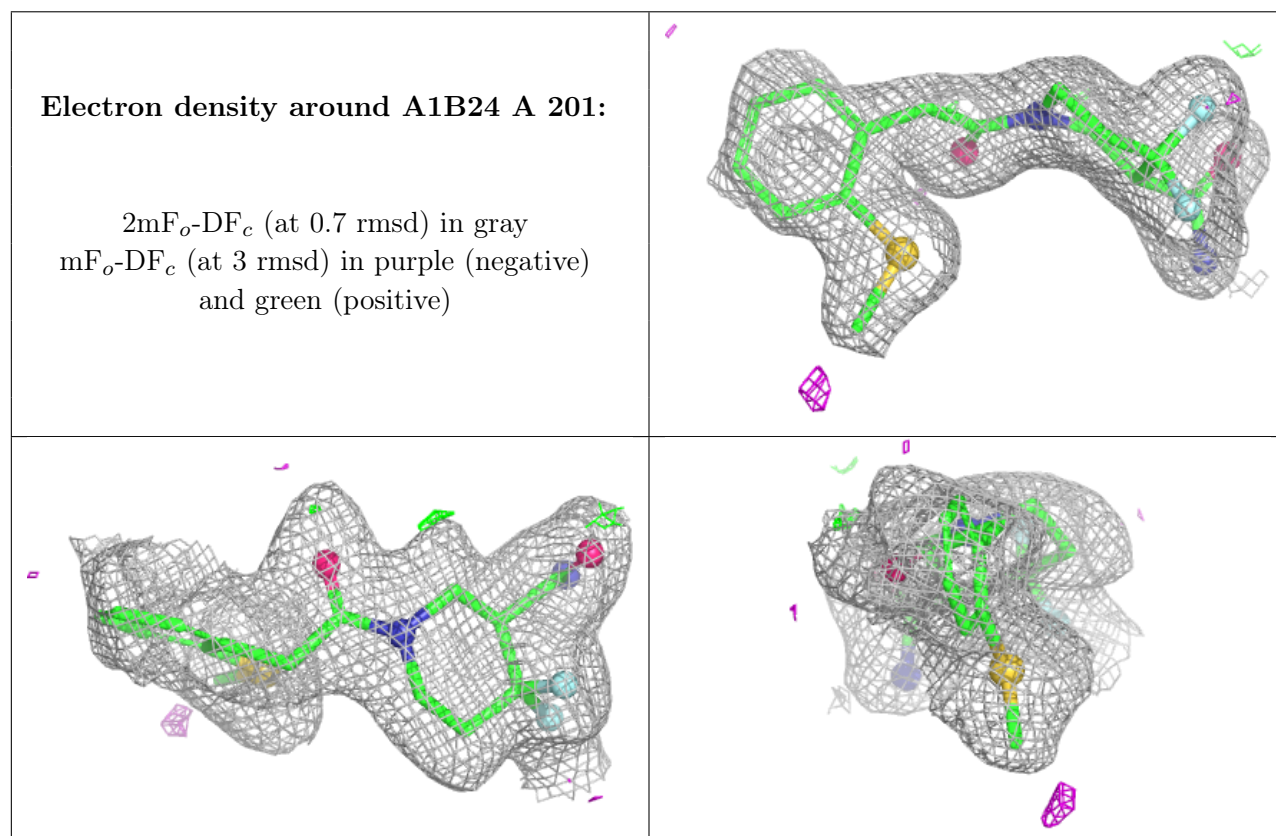 Electron density around A1B24 A 201:
2mFo-DFc (at 0.7 rmsd) in gray
mFo-DFc (at 3 rmsd) in purple (negative)
and green (positive)